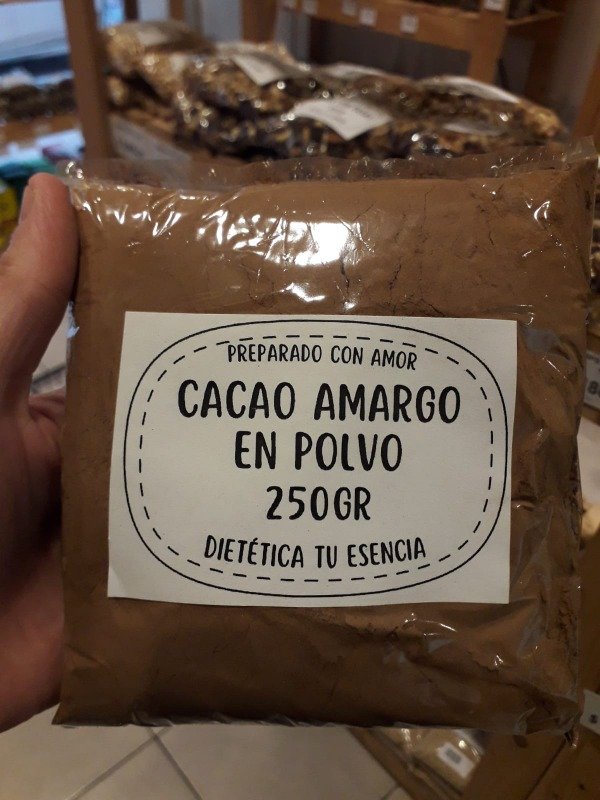 PREPARADO CON AMOR
CACAO AMARGO
EN POLVO
250GR
DIETÉTICA TU ESENCIA